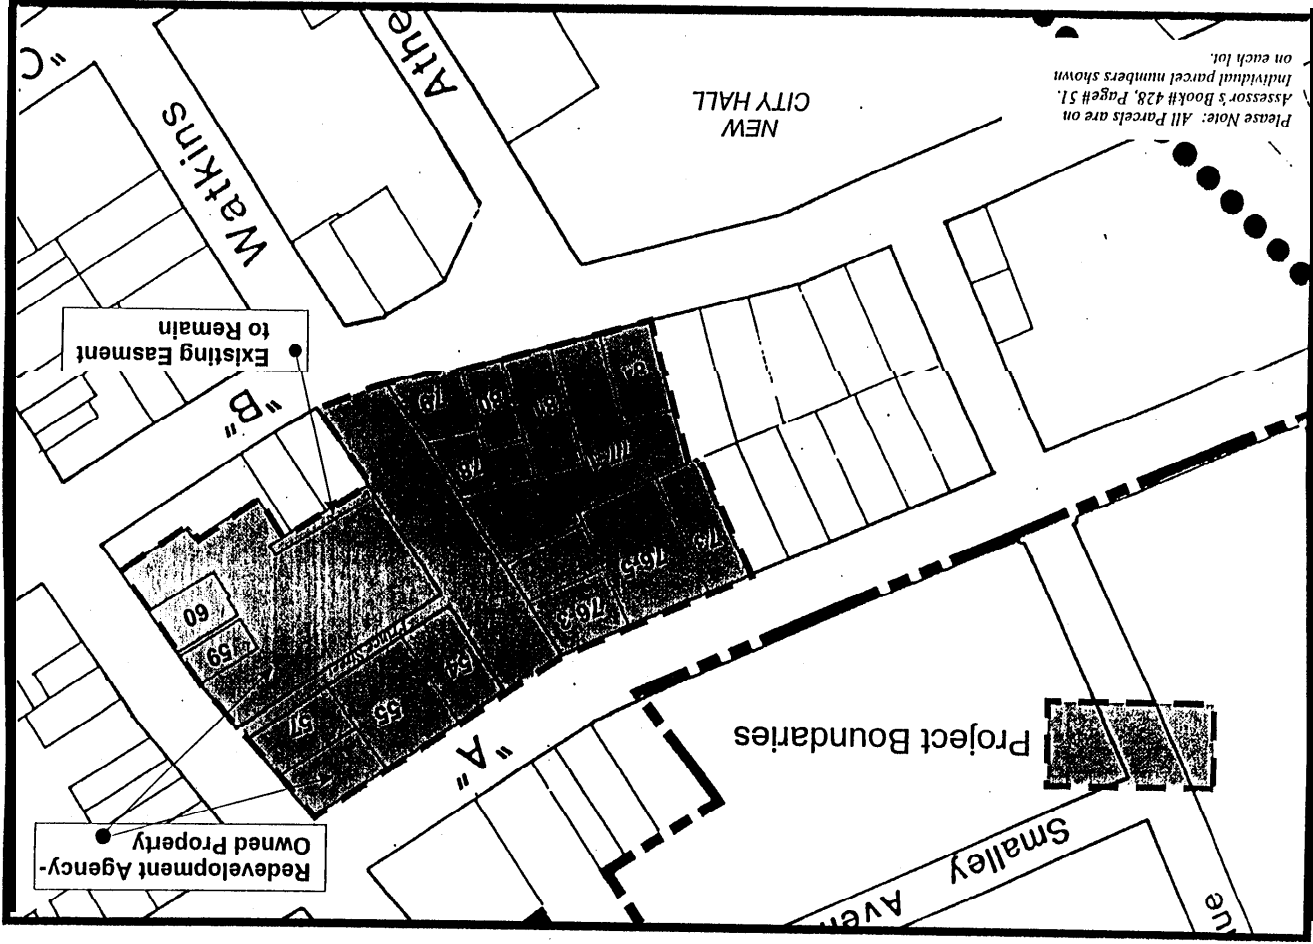 ue
Smalley
Aven
Redevelopment Agency-
Owned Property
Project Boundaries
"A"
57
55
54
59
60
76-3
76-5
73
78
79
80
"B"
Existing Easment
to Remain
Watkins
Athe
"C
NEW
CITY HALL
Please Note: All Parcels are on
Assessor's Book# 428, Page# 51.
Individual parcel numbers shown
on each lot.